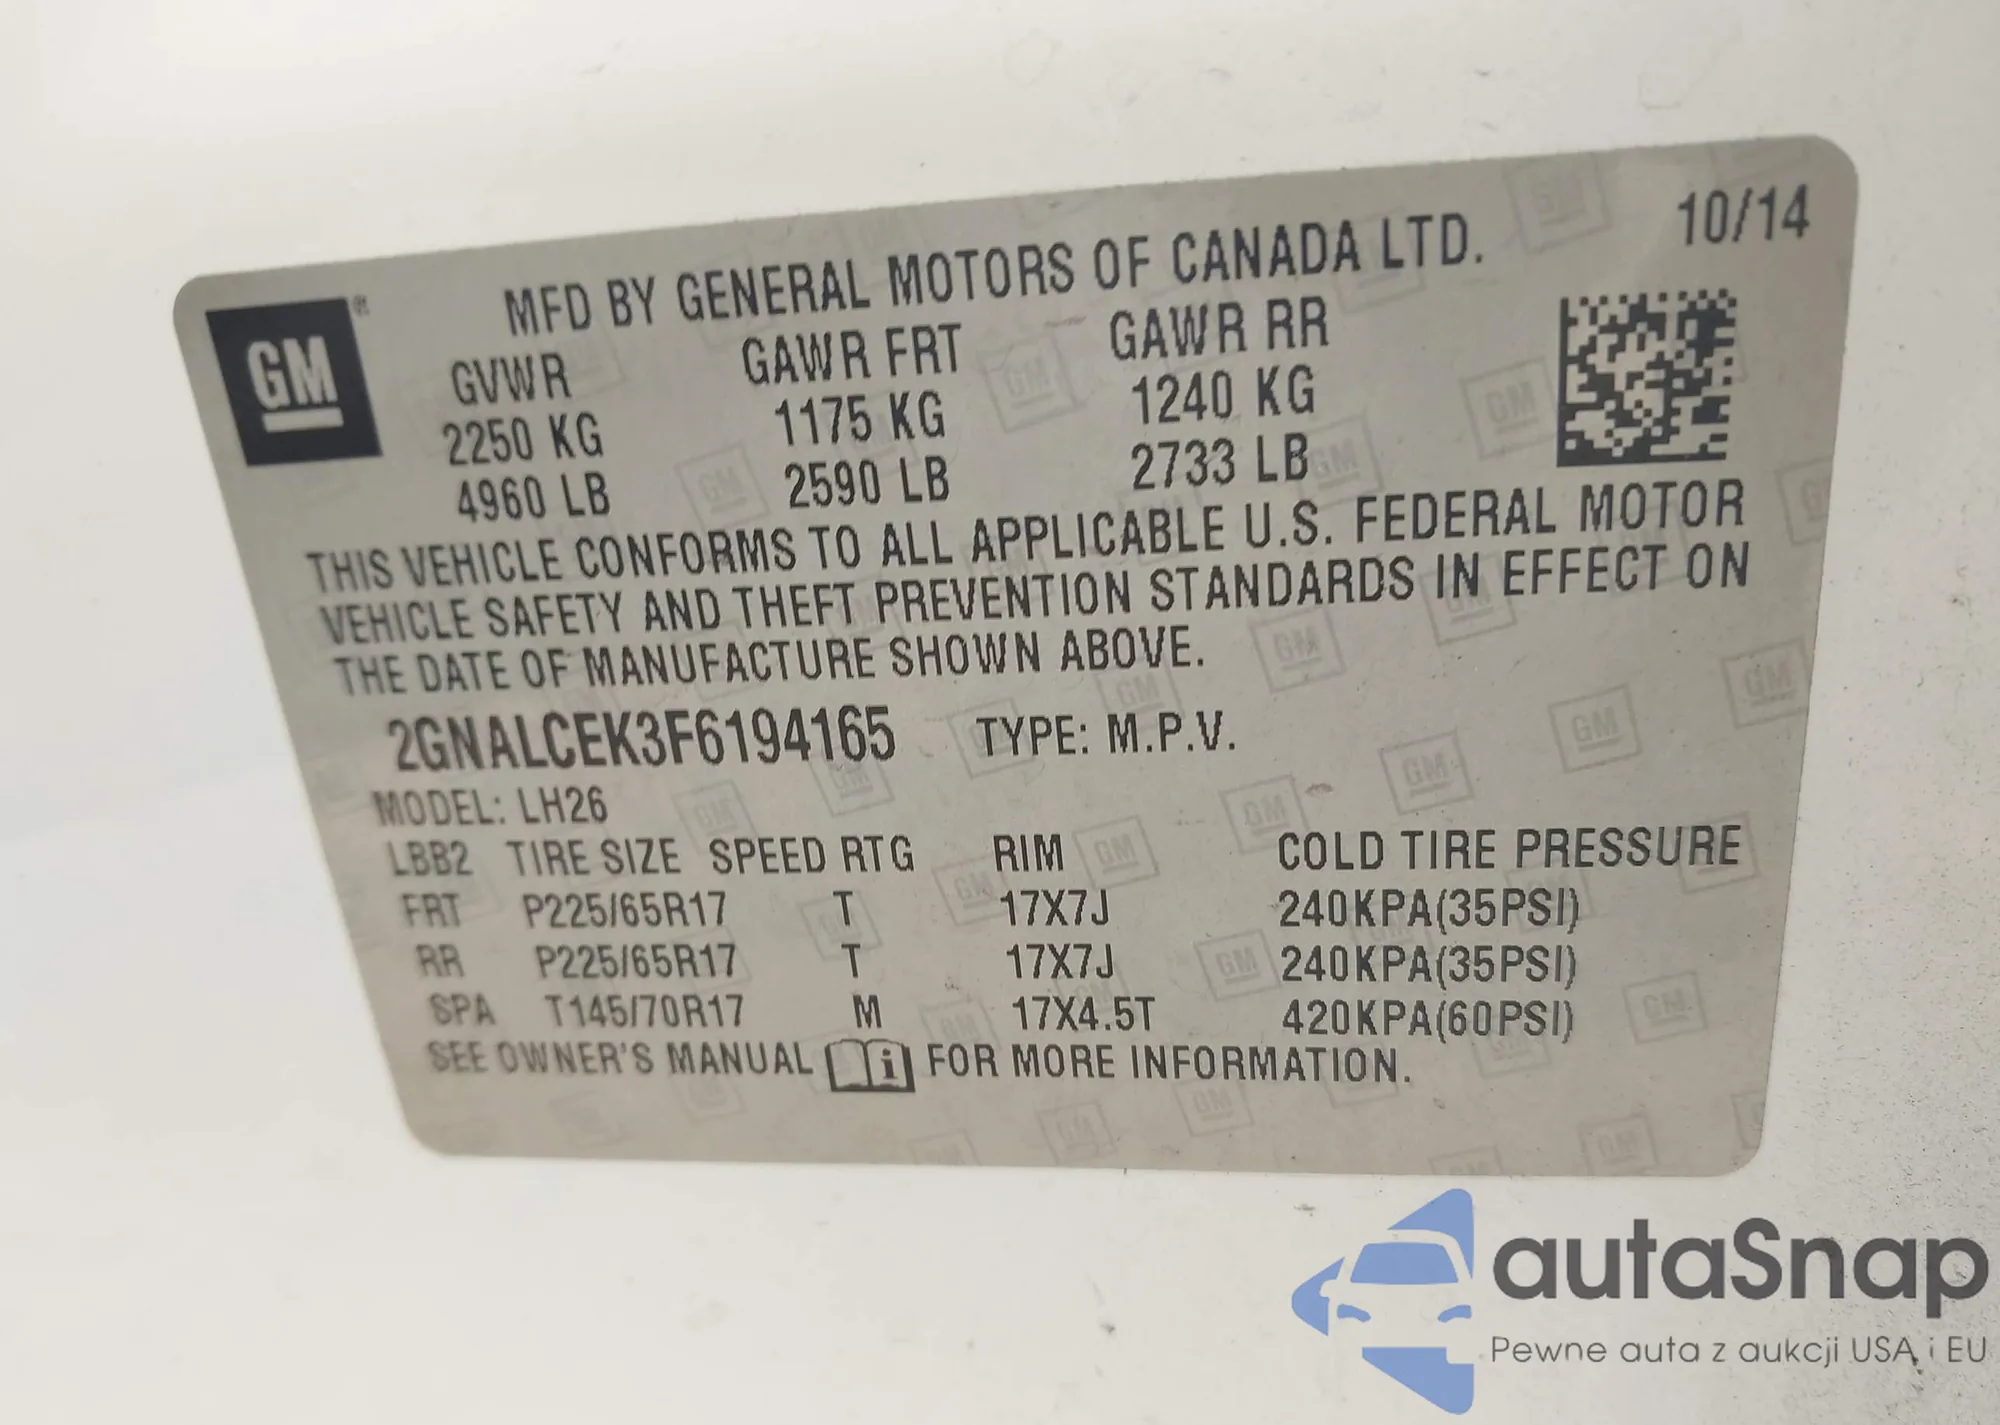 10/14
GM
MFD BY GENERAL MOTORS OF CANADA LTD.
GVWR GAWR FRT GAWR RR
2250 KG 1175 KG 1240 KG
4960 LB 2590 LB 2733 LB
THIS VEHICLE CONFORMS TO ALL APPLICABLE U.S. FEDERAL MOTOR
VEHICLE SAFETY AND THEFT PREVENTION STANDARDS IN EFFECT ON
THE DATE OF MANUFACTURE SHOWN ABOVE.
2GNALCEK3F6194165 TYPE: M.P.V.
MODEL: LH26
LBB2 TIRE SIZE SPEED RTG RIM COLD TIRE PRESSURE
FRT P225/65R17 T 17X7J 240KPA(35PSI)
RR P225/65R17 T 17X7J 240KPA(35PSI)
SPA T145/70R17 M 17X4.5T 420KPA(60PSI)
SEE OWNER'S MANUAL i FOR MORE INFORMATION.
autaSnap
Pewne auta z aukcji USA i EU